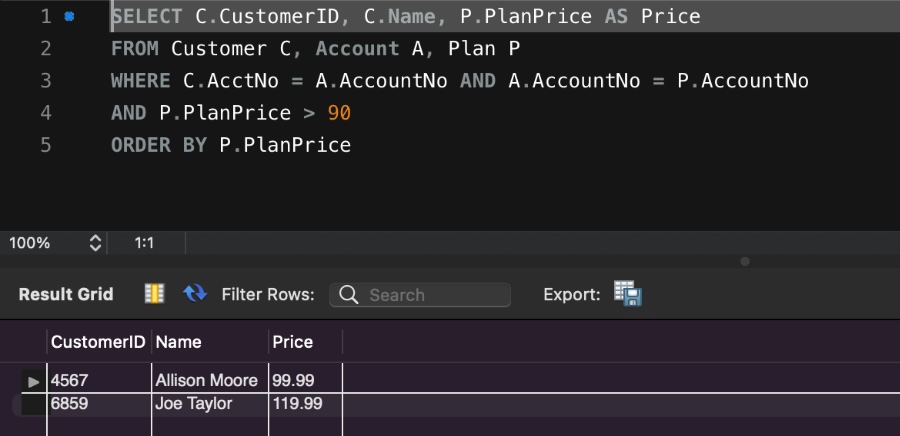 1 SELECT C.CustomerID, C.Name, P.PlanPrice AS Price
2 FROM Customer C, Account A, Plan P
3 WHERE C.AcctNo = A.AccountNo AND A.AccountNo = P.AccountNo
4 AND P.PlanPrice > 90
5 ORDER BY P.PlanPrice
100% 1:1
Result Grid Filter Rows: Search Export:
CustomerID Name Price
4567 Allison Moore 99.99
6859 Joe Taylor 119.99